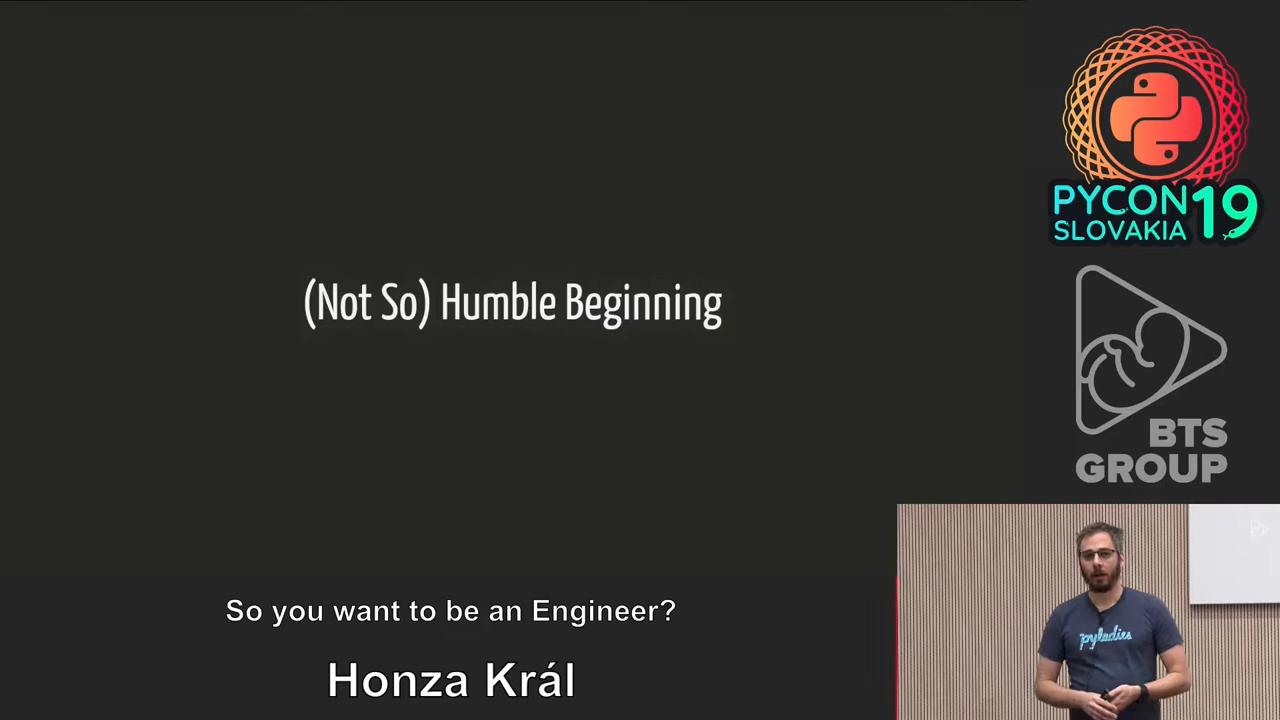 (Not So) Humble Beginning
PYCON 19
SLOVAKIA
BTS
GROUP
So you want to be an Engineer?
Honza Král
pyladies